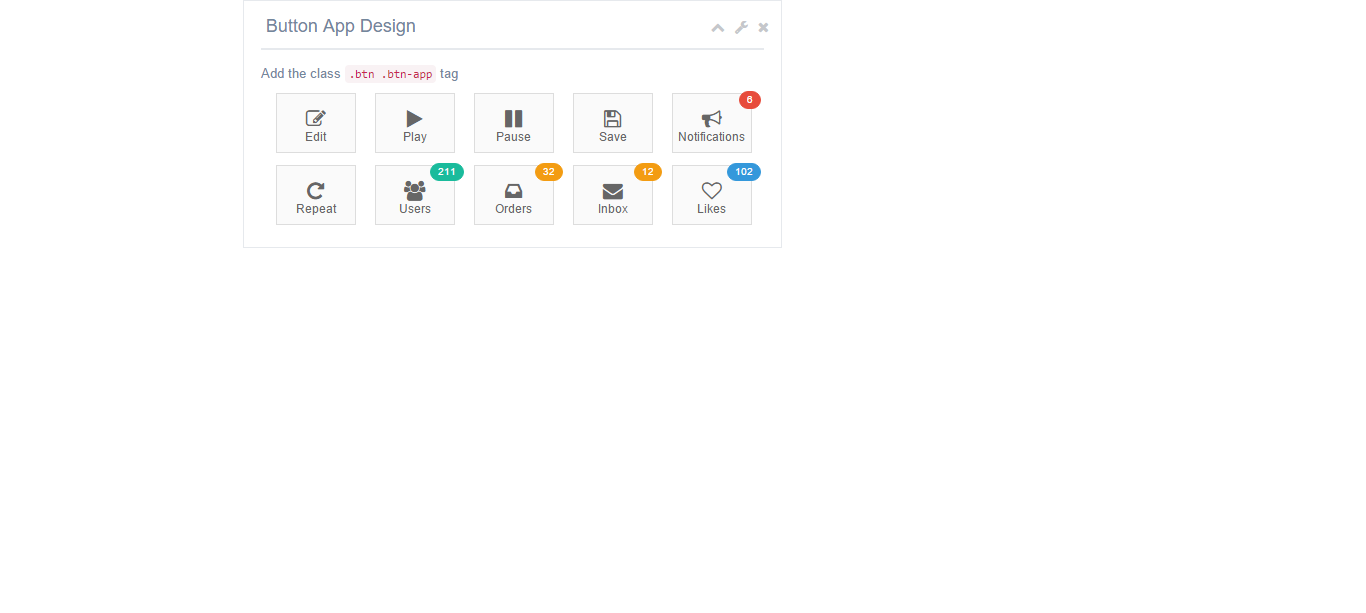 Button App Design
Add the class .btn .btn-app tag
6
Edit Play Pause Save Notifications
211 32 12 102
Repeat Users Orders Inbox Likes